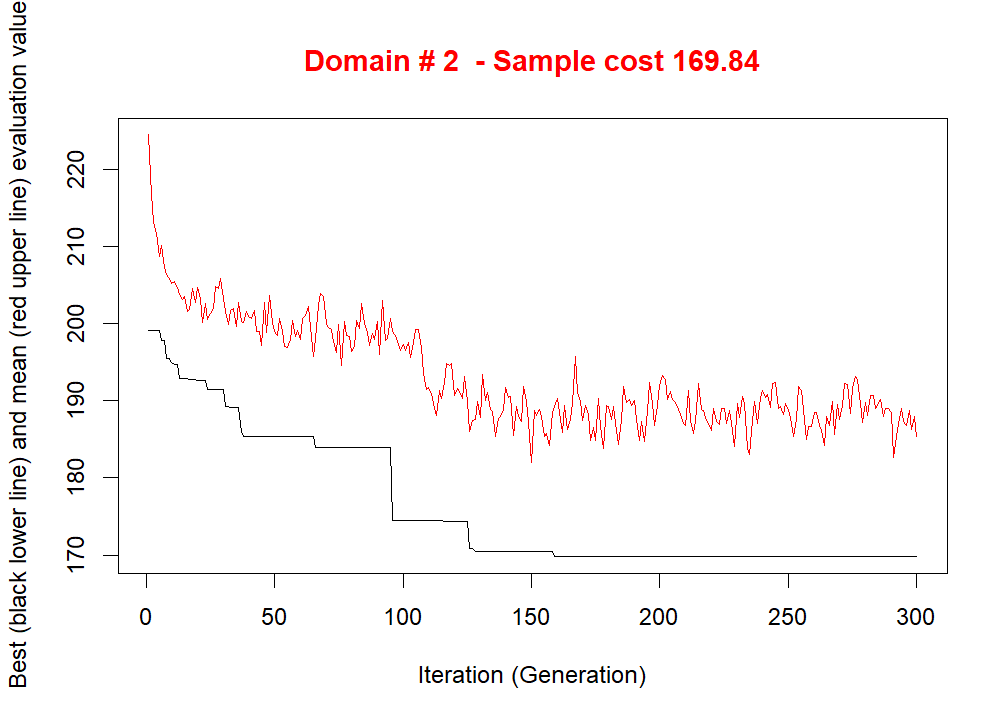 Domain # 2  - Sample cost 169.84
Best (black lower line) and mean (red upper line) evaluation value
220
210
200
190
180
170
0 50 100 150 200 250 300
Iteration (Generation)